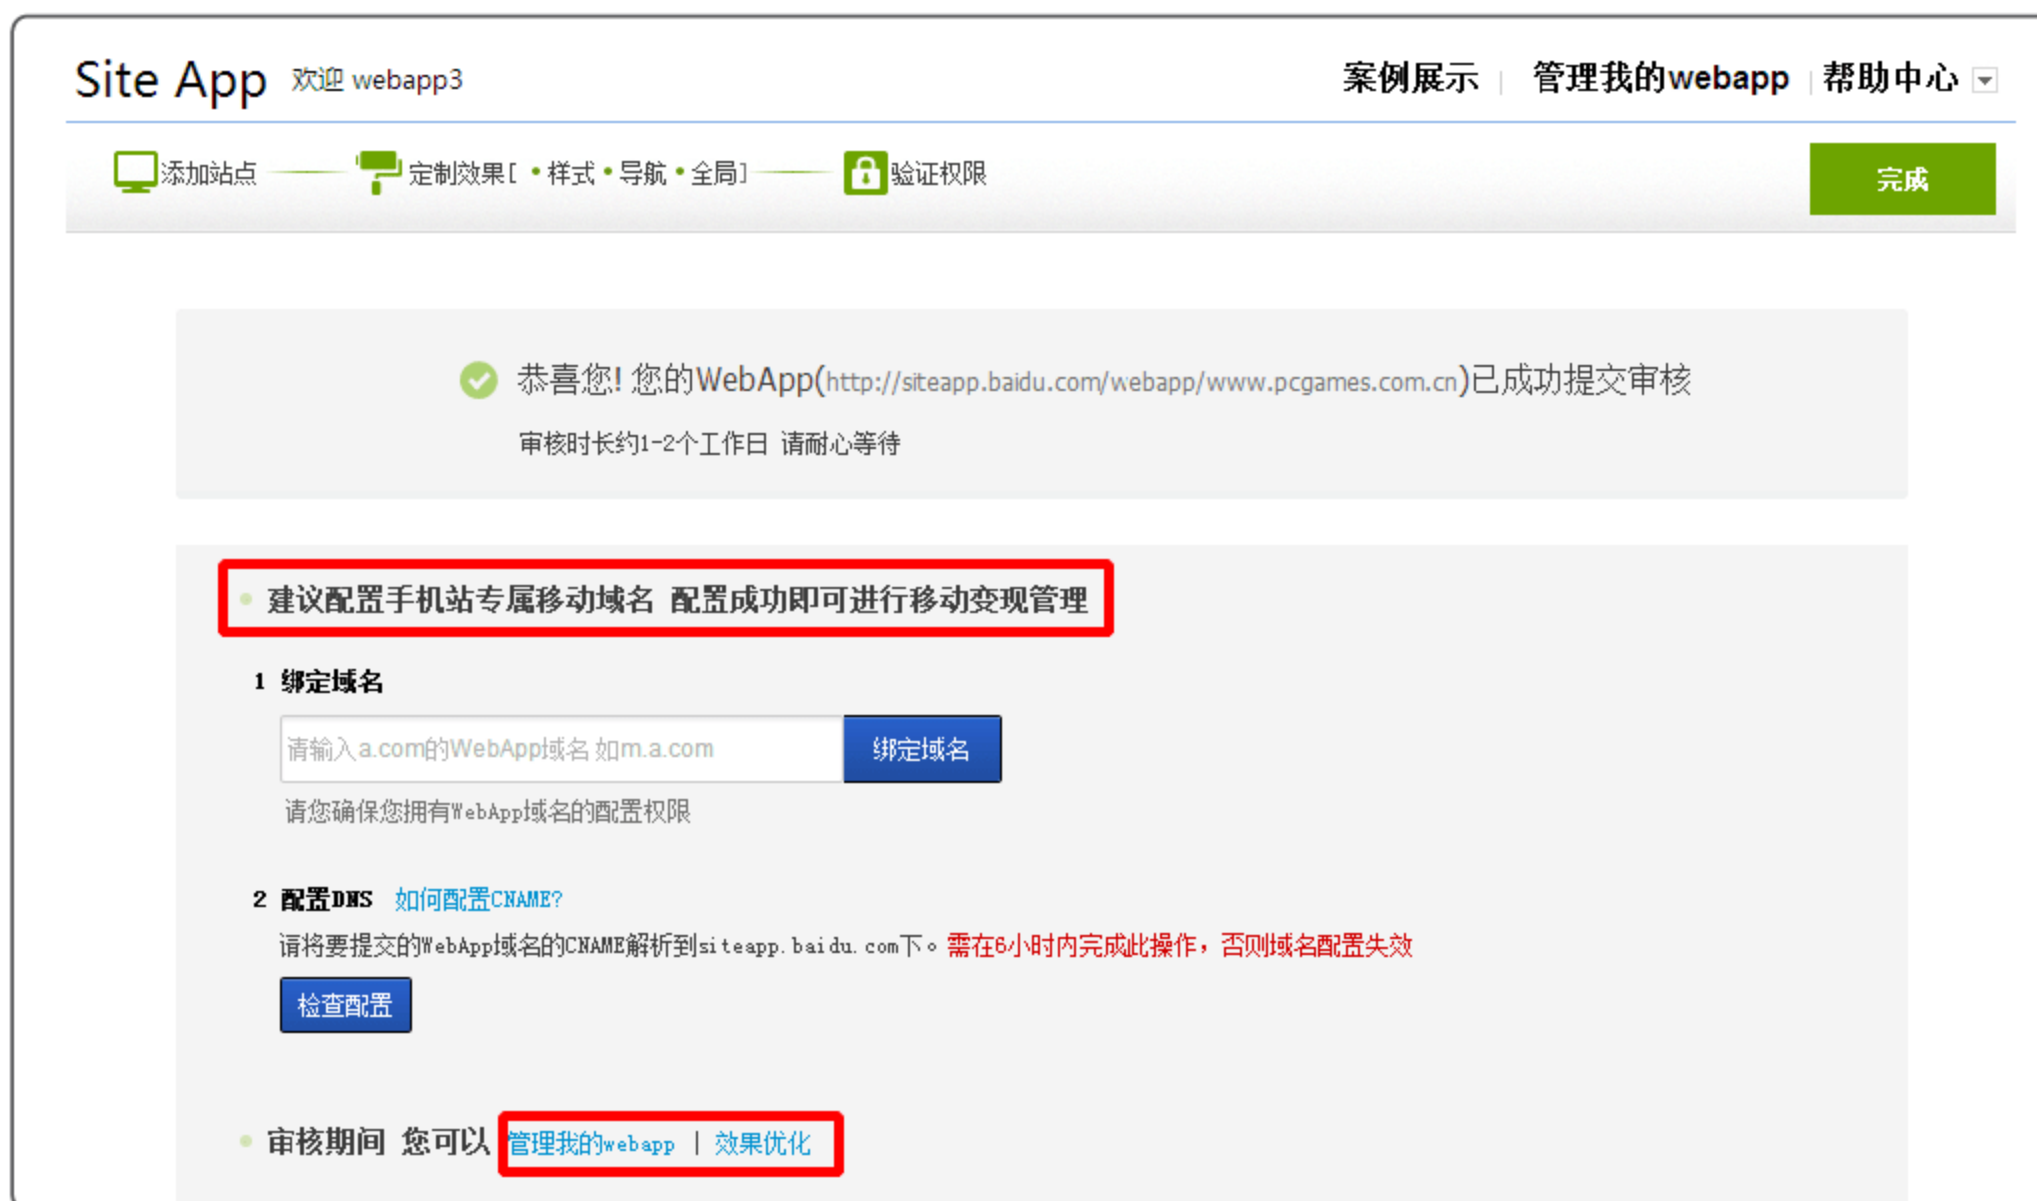 Site App 欢迎 webapp3 案例展示 | 管理我的webapp | 帮助中心
添加站点 定制效果[ •样式•导航•全局] 验证权限 完成
恭喜您! 您的WebApp(http://siteapp.baidu.com/webapp/www.pcgames.com.cn)已成功提交审核
审核时长约1-2个工作日 请耐心等待
建议配置手机站专属移动域名 配置成功即可进行移动变现管理
1 绑定域名
请输入a.com的WebApp域名 如m.a.com 绑定域名
请您确保您拥有WebApp域名的配置权限
2 配置DNS 如何配置CNAME?
请将要提交的WebApp域名的CNAME解析到siteapp.baidu.com下。需在6小时内完成此操作，否则域名配置失效
检查配置
审核期间 您可以 管理我的webapp | 效果优化